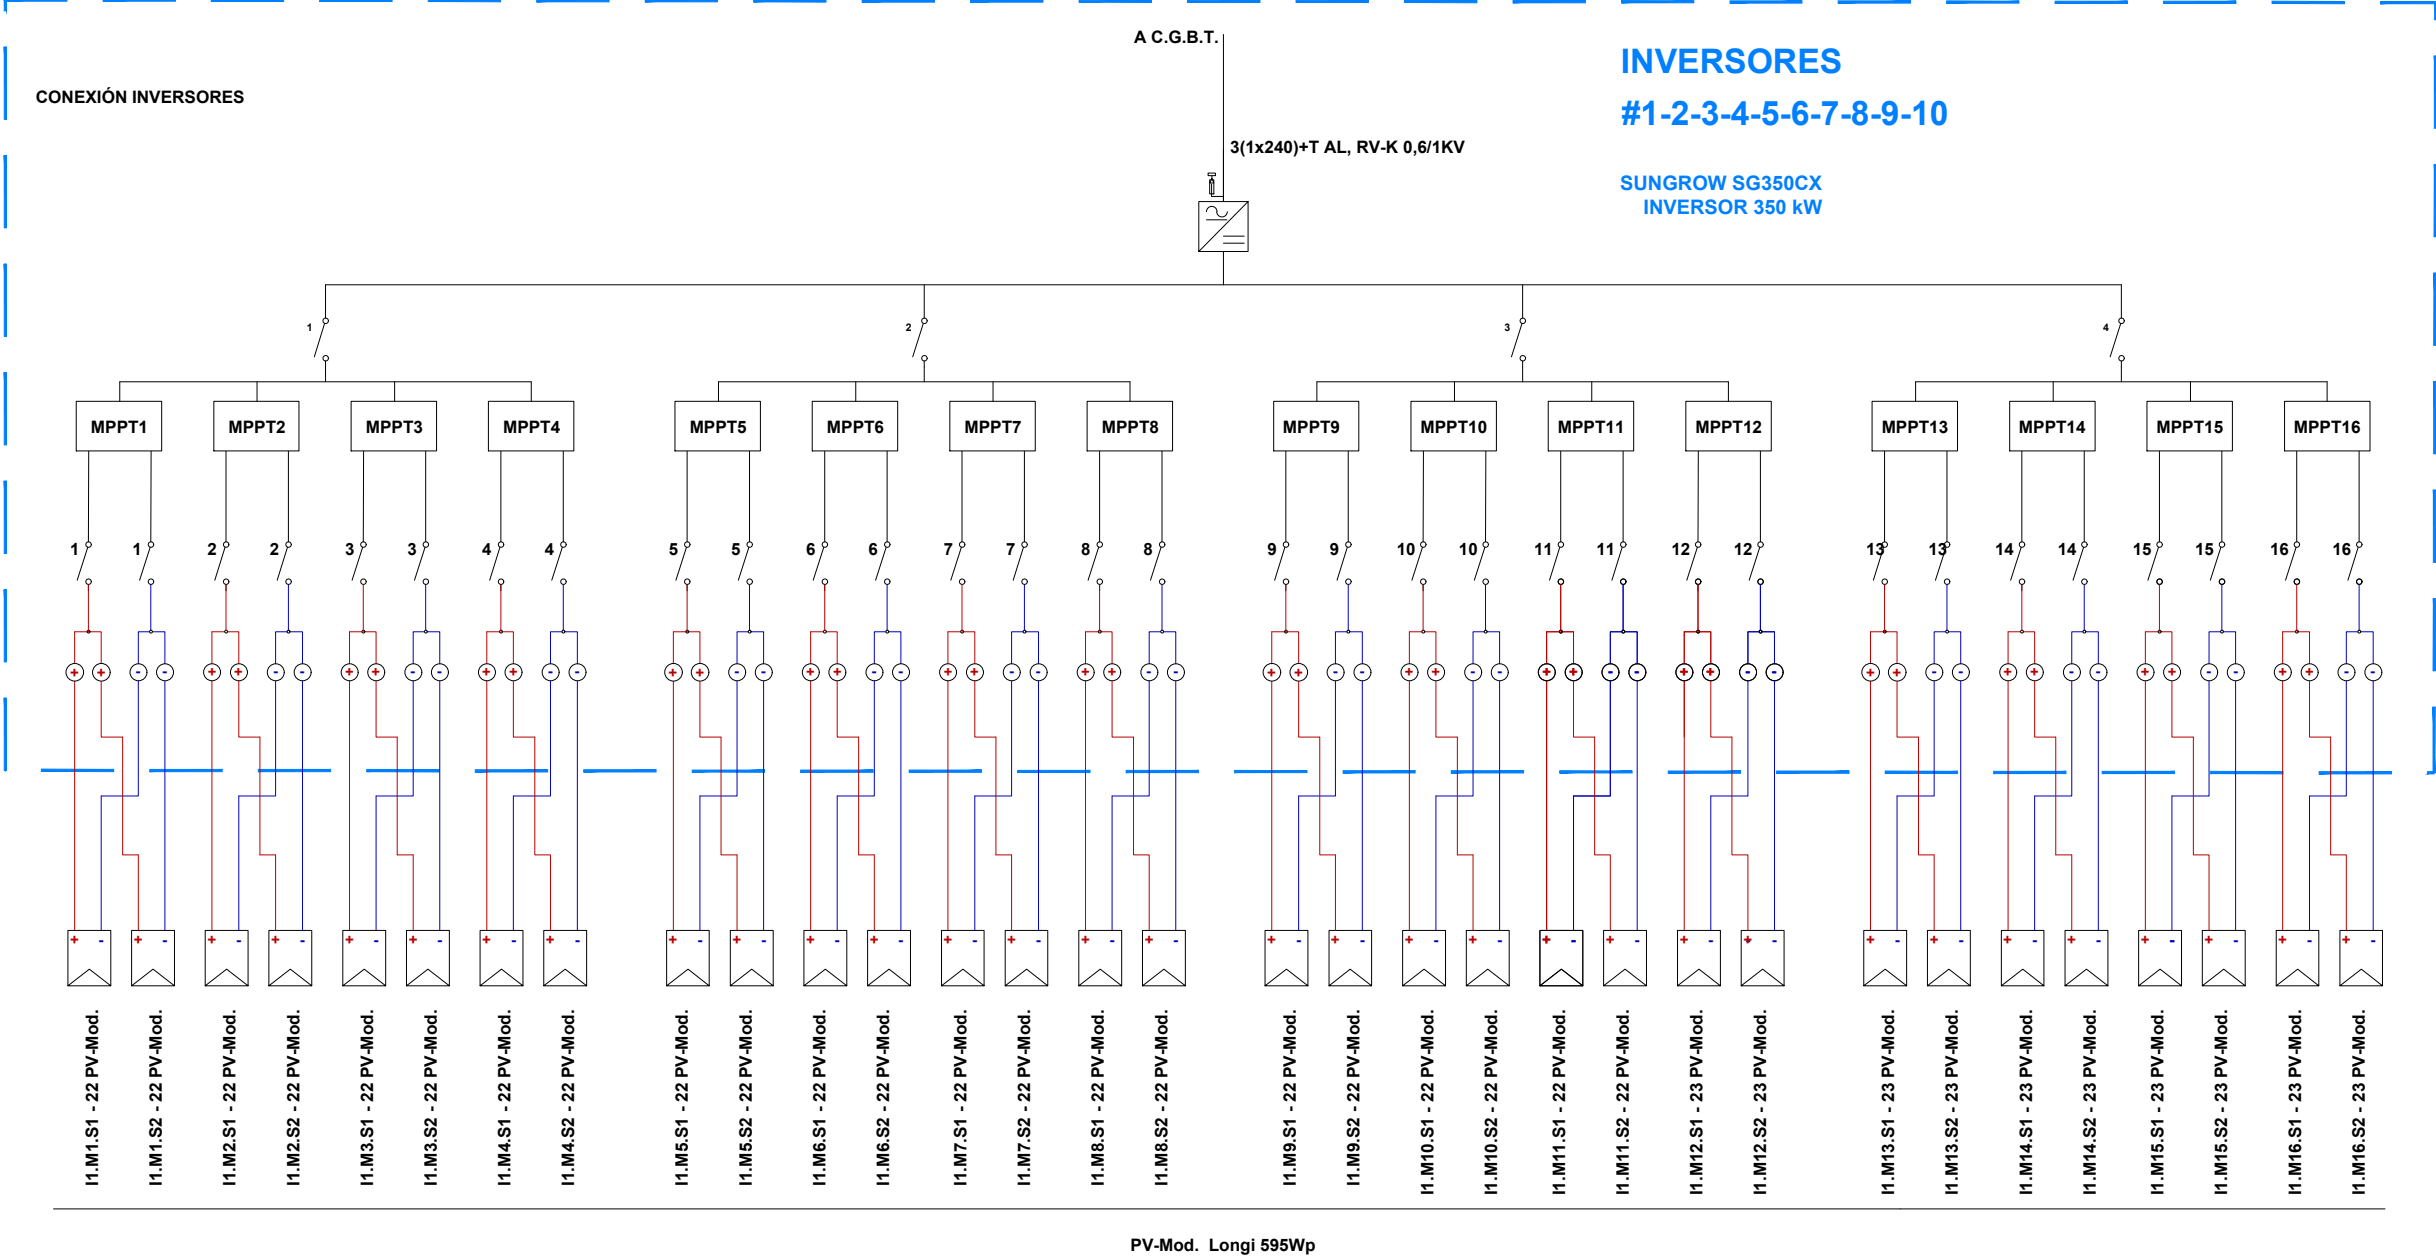 A C.G.B.T.
INVERSORES
#1-2-3-4-5-6-7-8-9-10
CONEXIÓN INVERSORES
3(1x240)+T AL, RV-K 0,6/1KV
SUNGROW SG350CX
INVERSOR 350 kW
1 2 3 4
MPPT1 MPPT2 MPPT3 MPPT4 MPPT5 MPPT6 MPPT7 MPPT8 MPPT9 MPPT10 MPPT11 MPPT12 MPPT13 MPPT14 MPPT15 MPPT16
1 1 2 2 3 3 4 4 5 5 6 6 7 7 8 8 9 9 10 10 11 11 12 12 13 13 14 14 15 15 16 16
+ + - - + + - - + + - - + + - - + + - - + + - - + + - - + + - - + + - - + + - - + + - - + + - - + + - - + + - - + + - - + + - -
+ - + - + - + - + - + - + - + - + - + - + - + - + - + - + - + - + - + - + - + - + - + - + - + - + - + - + - + - + - + - + - + -
I1.M1.S1 - 22 PV-Mod.
I1.M1.S2 - 22 PV-Mod.
I1.M2.S1 - 22 PV-Mod.
I1.M2.S2 - 22 PV-Mod.
I1.M3.S1 - 22 PV-Mod.
I1.M3.S2 - 22 PV-Mod.
I1.M4.S1 - 22 PV-Mod.
I1.M4.S2 - 22 PV-Mod.
I1.M5.S1 - 22 PV-Mod.
I1.M5.S2 - 22 PV-Mod.
I1.M6.S1 - 22 PV-Mod.
I1.M6.S2 - 22 PV-Mod.
I1.M7.S1 - 22 PV-Mod.
I1.M7.S2 - 22 PV-Mod.
I1.M8.S1 - 22 PV-Mod.
I1.M8.S2 - 22 PV-Mod.
I1.M9.S1 - 22 PV-Mod.
I1.M9.S2 - 22 PV-Mod.
I1.M10.S1 - 22 PV-Mod.
I1.M10.S2 - 22 PV-Mod.
I1.M11.S1 - 22 PV-Mod.
I1.M11.S2 - 22 PV-Mod.
I1.M12.S1 - 23 PV-Mod.
I1.M12.S2 - 23 PV-Mod.
I1.M13.S1 - 23 PV-Mod.
I1.M13.S2 - 23 PV-Mod.
I1.M14.S1 - 23 PV-Mod.
I1.M14.S2 - 23 PV-Mod.
I1.M15.S1 - 23 PV-Mod.
I1.M15.S2 - 23 PV-Mod.
I1.M16.S1 - 23 PV-Mod.
I1.M16.S2 - 23 PV-Mod.
PV-Mod. Longi 595Wp